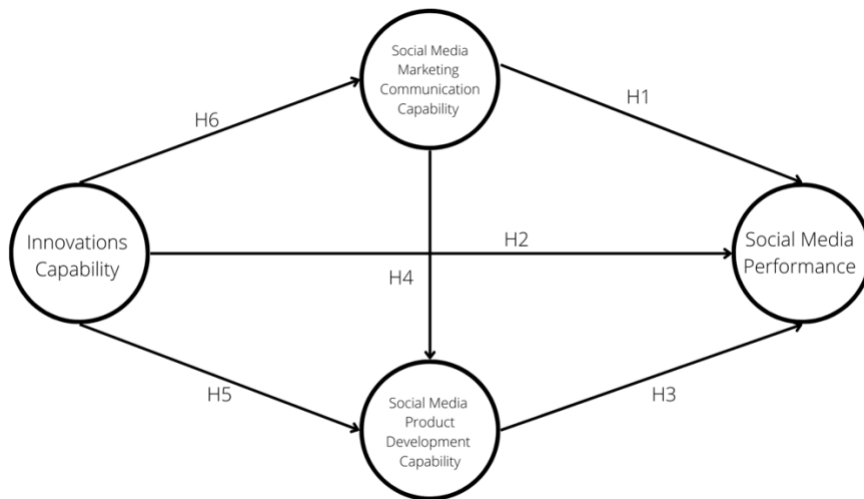 Social Media
Marketing
Communication
Capability
H1
H6
Innovations
Capability
H2
Social Media
Performance
H4
H5
Social Media
Product
Development
Capability
H3